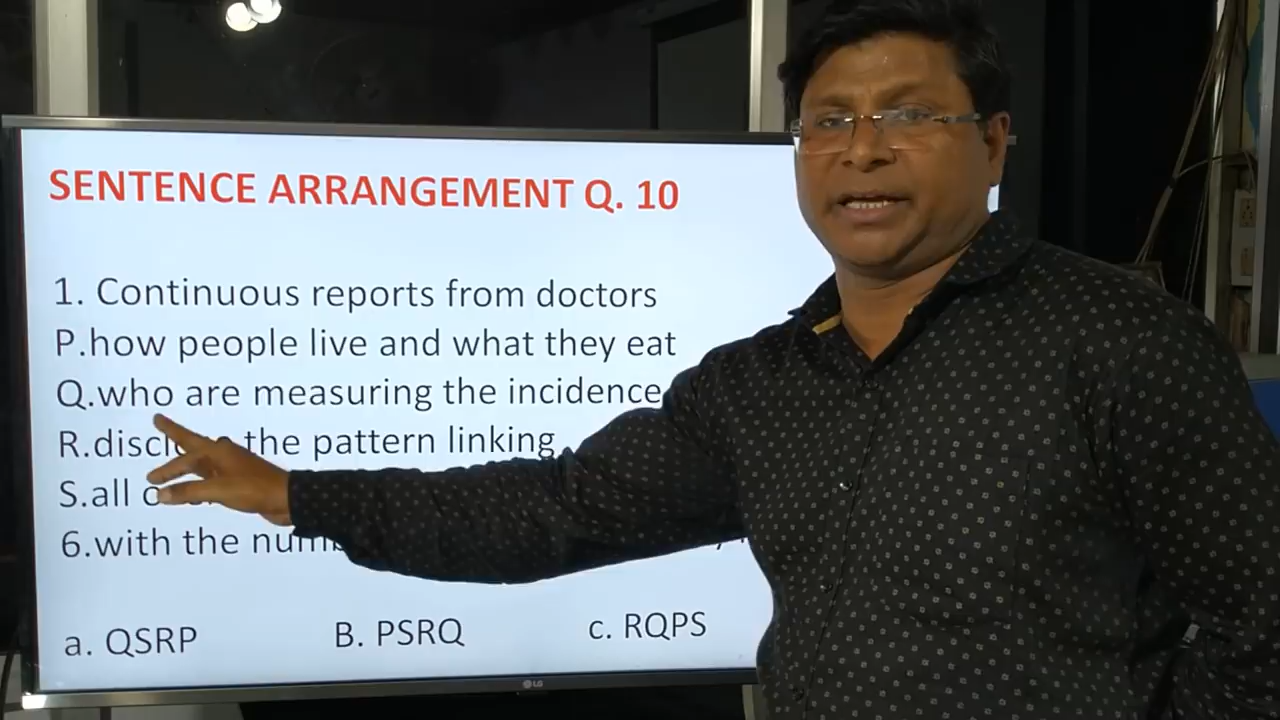 SENTENCE ARRANGEMENT Q. 10
1. Continuous reports from doctors
P.how people live and what they eat
Q.who are measuring the incidence
R. the pattern linking
S.all
6.with the
a. QSRP B. PSRQ c. RQPS
LG